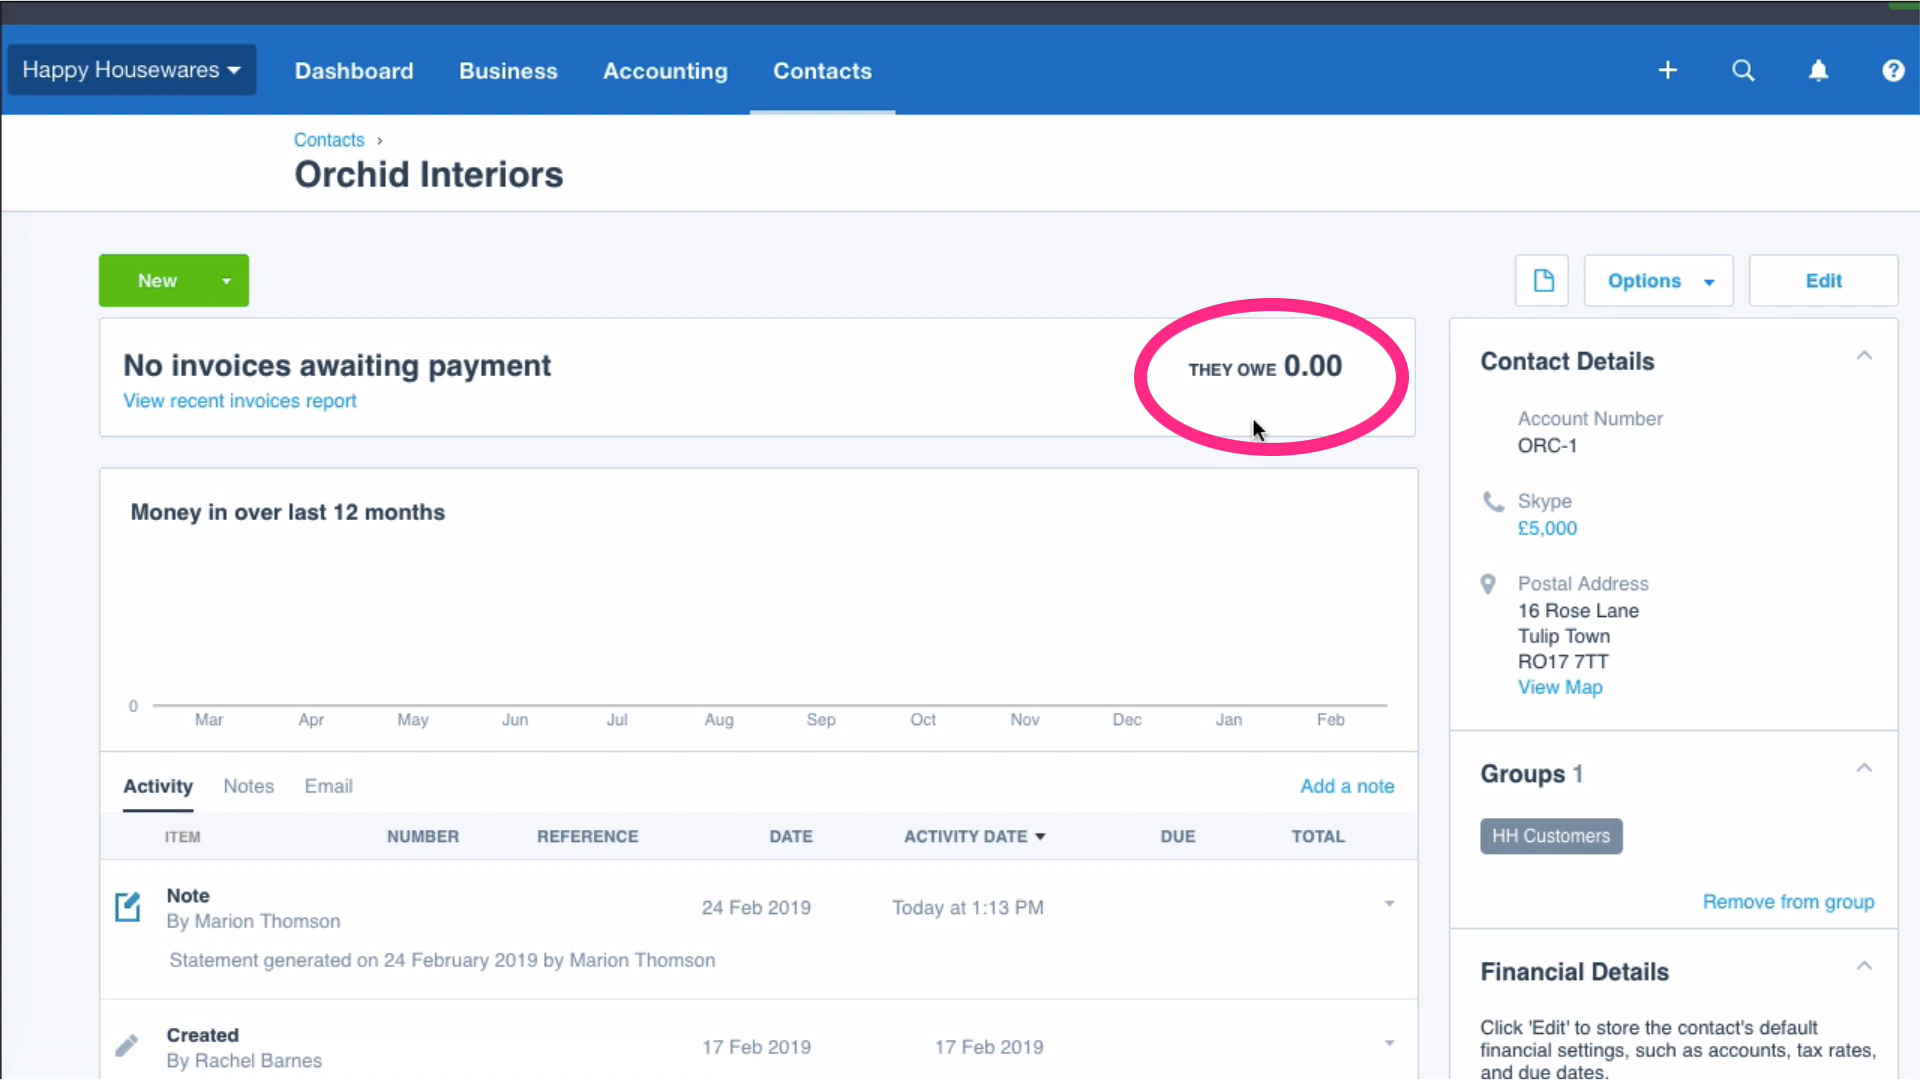 Happy Housewares
Dashboard
Business
Accounting
Contacts
Contacts ›
Orchid Interiors
New
Options
Edit
No invoices awaiting payment
THEY OWE 0.00
View recent invoices report
Money in over last 12 months
0
Mar Apr May Jun Jul Aug Sep Oct Nov Dec Jan Feb
Activity Notes Email Add a note
ITEM NUMBER REFERENCE DATE ACTIVITY DATE DUE TOTAL
Note
By Marion Thomson
24 Feb 2019 Today at 1:13 PM
Statement generated on 24 February 2019 by Marion Thomson
Created
By Rachel Barnes
17 Feb 2019 17 Feb 2019
Contact Details
Account Number
ORC-1
Skype
£5,000
Postal Address
16 Rose Lane
Tulip Town
RO17 7TT
View Map
Groups 1
HH Customers
Remove from group
Financial Details
Click 'Edit' to store the contact's default
financial settings, such as accounts, tax rates,
and due dates.